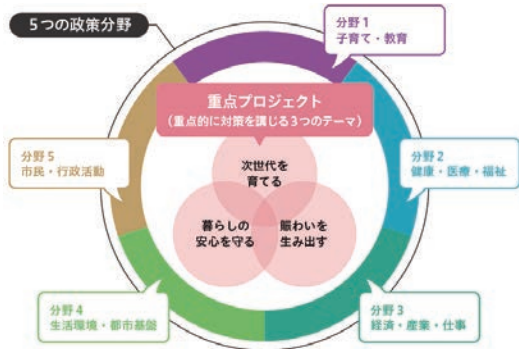 5つの政策分野
分野1
子育て・教育
重点プロジェクト
(重点的に対策を講じる3つのテーマ)
次世代を
育てる
分野5
市民・行政活動
分野2
健康・医療・福祉
暮らしの
安心を守る
賑わいを
生み出す
分野4
生活環境・都市基盤
分野3
経済・産業・仕事